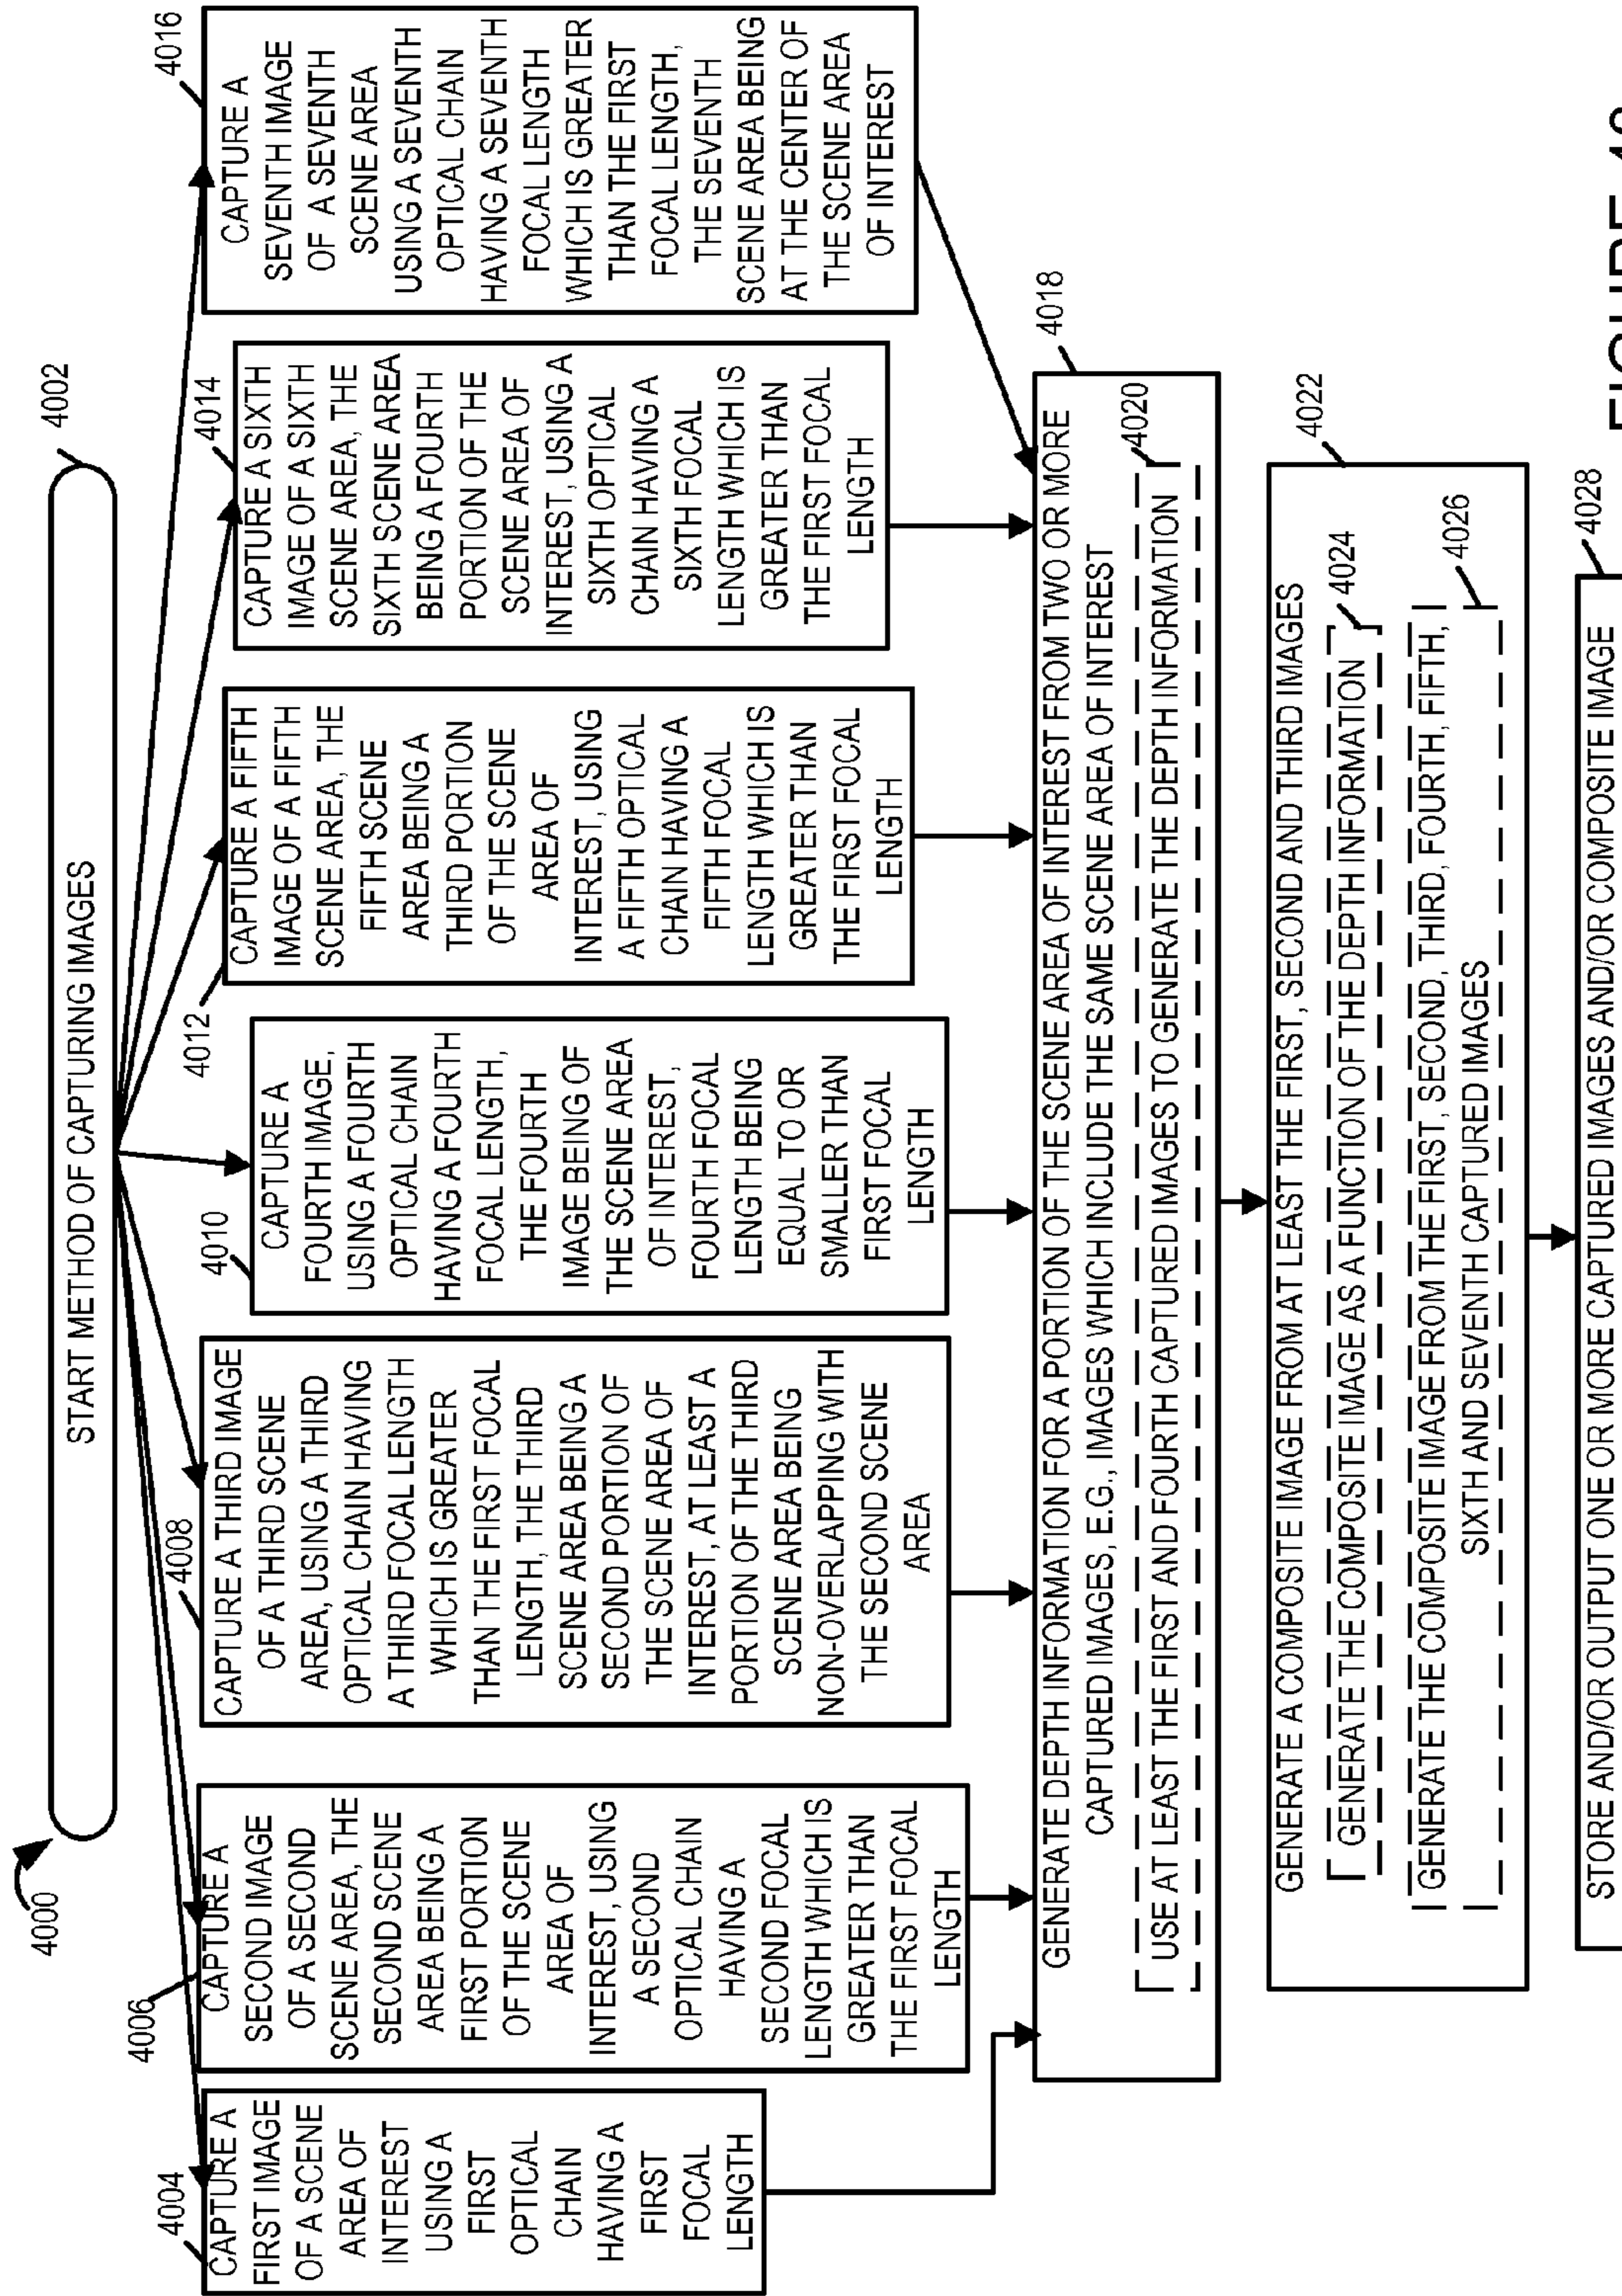 4000
START METHOD OF CAPTURING IMAGES
4002
4004
CAPTURE A
FIRST IMAGE
OF A SCENE
AREA OF
INTEREST
USING A
FIRST
OPTICAL
CHAIN
HAVING A
FIRST
FOCAL
LENGTH
4006
CAPTURE A
SECOND IMAGE
OF A SECOND
SCENE AREA, THE
SECOND SCENE
AREA BEING A
FIRST PORTION
OF THE SCENE
AREA OF
INTEREST, USING
A SECOND
OPTICAL CHAIN
HAVING A
SECOND FOCAL
LENGTH WHICH IS
GREATER THAN
THE FIRST FOCAL
LENGTH
4008
CAPTURE A THIRD IMAGE
OF A THIRD SCENE
AREA, USING A THIRD
OPTICAL CHAIN HAVING
A THIRD FOCAL LENGTH
WHICH IS GREATER
THAN THE FIRST FOCAL
LENGTH, THE THIRD
SCENE AREA BEING A
SECOND PORTION OF
THE SCENE AREA OF
INTEREST, AT LEAST A
PORTION OF THE THIRD
SCENE AREA BEING
NON-OVERLAPPING WITH
THE SECOND SCENE
AREA
4010
CAPTURE A
FOURTH IMAGE,
USING A FOURTH
OPTICAL CHAIN
HAVING A FOURTH
FOCAL LENGTH,
THE FOURTH
IMAGE BEING OF
THE SCENE AREA
OF INTEREST,
FOURTH FOCAL
LENGTH BEING
EQUAL TO OR
SMALLER THAN
FIRST FOCAL
LENGTH
4012
CAPTURE A FIFTH
IMAGE OF A FIFTH
SCENE AREA, THE
FIFTH SCENE
AREA BEING A
THIRD PORTION
OF THE SCENE
AREA OF
INTEREST, USING
A FIFTH OPTICAL
CHAIN HAVING A
FIFTH FOCAL
LENGTH WHICH IS
GREATER THAN
THE FIRST FOCAL
LENGTH
4014
CAPTURE A SIXTH
IMAGE OF A SIXTH
SCENE AREA, THE
SIXTH SCENE AREA
BEING A FOURTH
PORTION OF THE
SCENE AREA OF
INTEREST, USING A
SIXTH OPTICAL
CHAIN HAVING A
SIXTH FOCAL
LENGTH WHICH IS
GREATER THAN
THE FIRST FOCAL
LENGTH
4016
CAPTURE A
SEVENTH IMAGE
OF A SEVENTH
SCENE AREA
USING A SEVENTH
OPTICAL CHAIN
HAVING A SEVENTH
FOCAL LENGTH
WHICH IS GREATER
THAN THE FIRST
FOCAL LENGTH,
THE SEVENTH
SCENE AREA BEING
AT THE CENTER OF
THE SCENE AREA
OF INTEREST
4018
GENERATE DEPTH INFORMATION FOR A PORTION OF THE SCENE AREA OF INTEREST FROM TWO OR MORE
CAPTURED IMAGES, E.G., IMAGES WHICH INCLUDE THE SAME SCENE AREA OF INTEREST
4020
USE AT LEAST THE FIRST AND FOURTH CAPTURED IMAGES TO GENERATE THE DEPTH INFORMATION
4022
GENERATE A COMPOSITE IMAGE FROM AT LEAST THE FIRST, SECOND AND THIRD IMAGES
4024
GENERATE THE COMPOSITE IMAGE AS A FUNCTION OF THE DEPTH INFORMATION
4026
GENERATE THE COMPOSITE IMAGE FROM THE FIRST, SECOND, THIRD, FOURTH, FIFTH,
SIXTH AND SEVENTH CAPTURED IMAGES
4028
STORE AND/OR OUTPUT ONE OR MORE CAPTURED IMAGES AND/OR COMPOSITE IMAGE
FIGURE